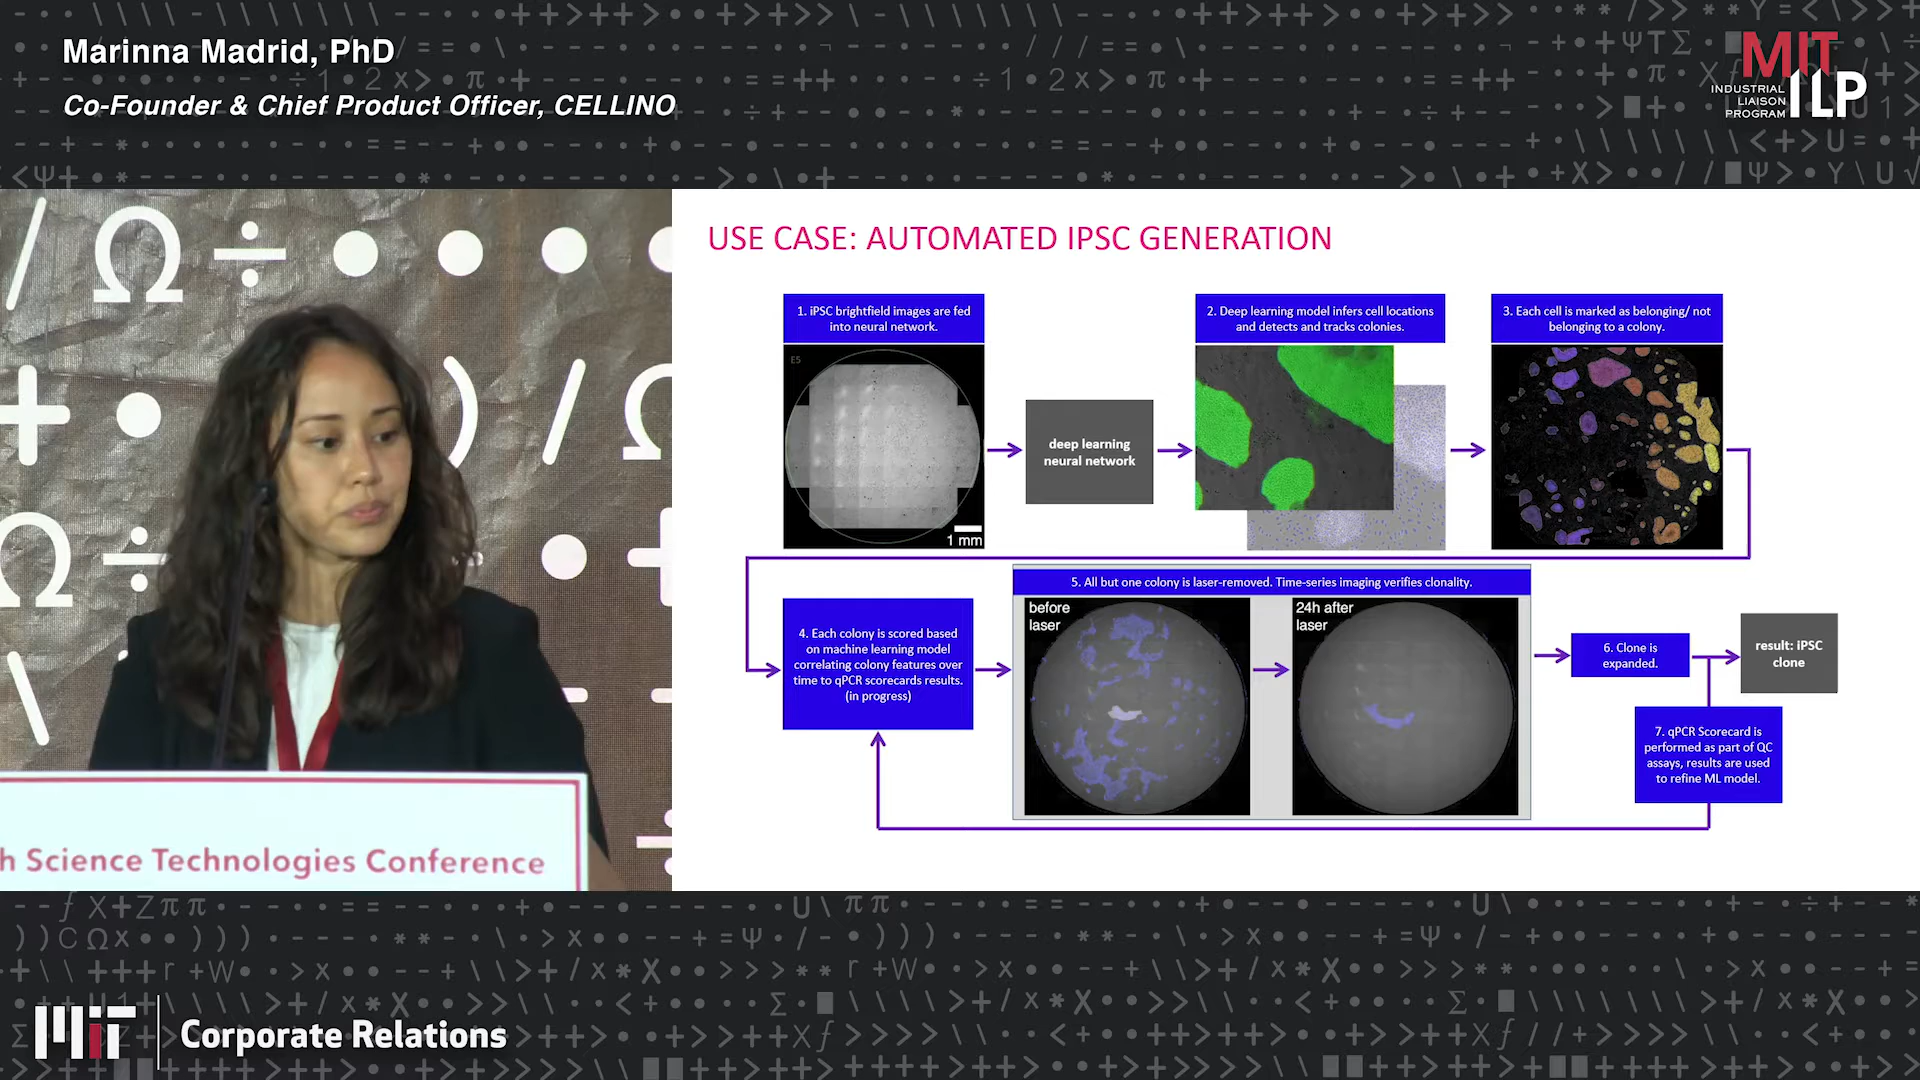 Marinna Madrid, PhD
Co-Founder & Chief Product Officer, CELLINO
MIT
ILP
INDUSTRIAL
LIAISON
PROGRAM
USE CASE: AUTOMATED IPSC GENERATION
1. iPSC brightfield images are fed
into neural network.
E5
1 mm
deep learning
neural network
2. Deep learning model infers cell locations
and detects and tracks colonies.
3. Each cell is marked as belonging/ not
belonging to a colony.
4. Each colony is scored based
on machine learning model
correlating colony features over
time to qPCR scorecards results.
(in progress)
5. All but one colony is laser-removed. Time-series imaging verifies clonality.
before
laser
24h after
laser
6. Clone is
expanded.
result: iPSC
clone
7. qPCR Scorecard is
performed as part of QC
assays, results are used
to refine ML model.
h Science Technologies Conference
MIT
Corporate Relations